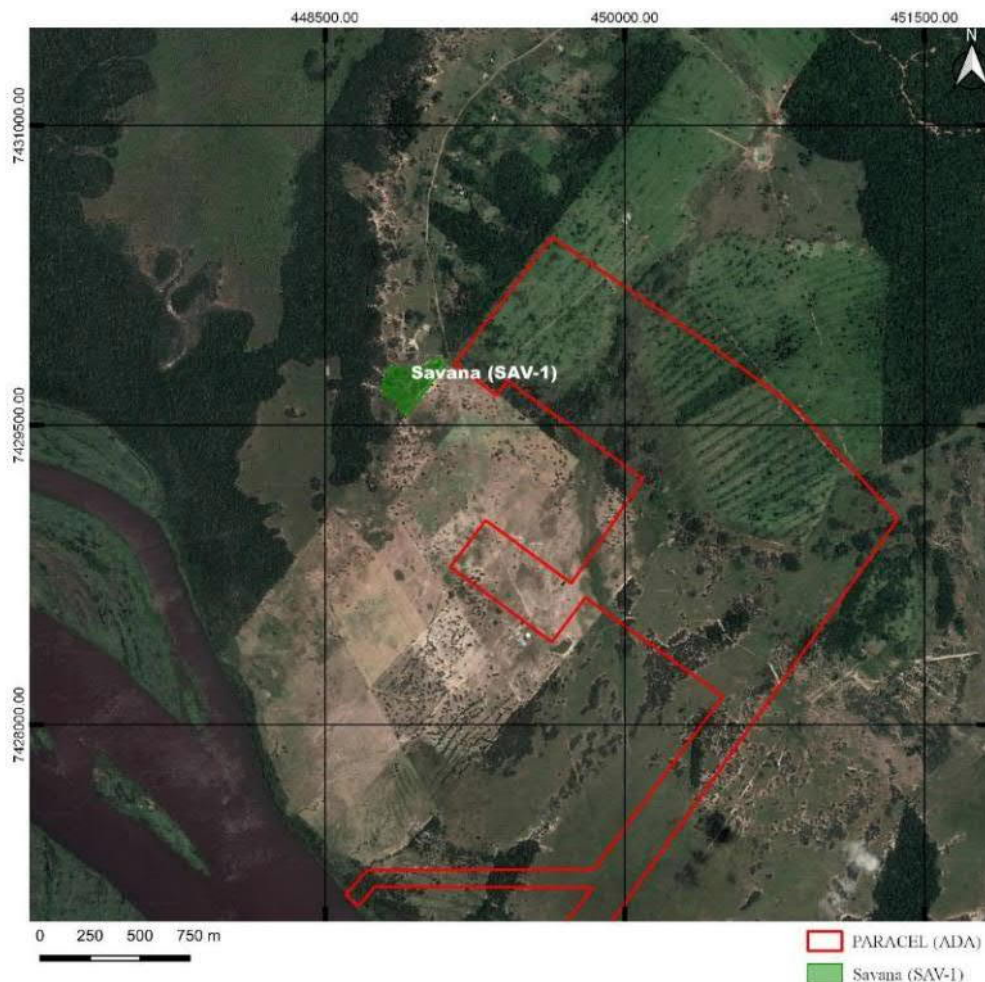 448500.00 450000.00 451500.00
N
7431000.00
Savana (SAV-1)
7429500.00
7428000.00
0 250 500 750 m
PARACEL (ADA)
Savana (SAV-1)